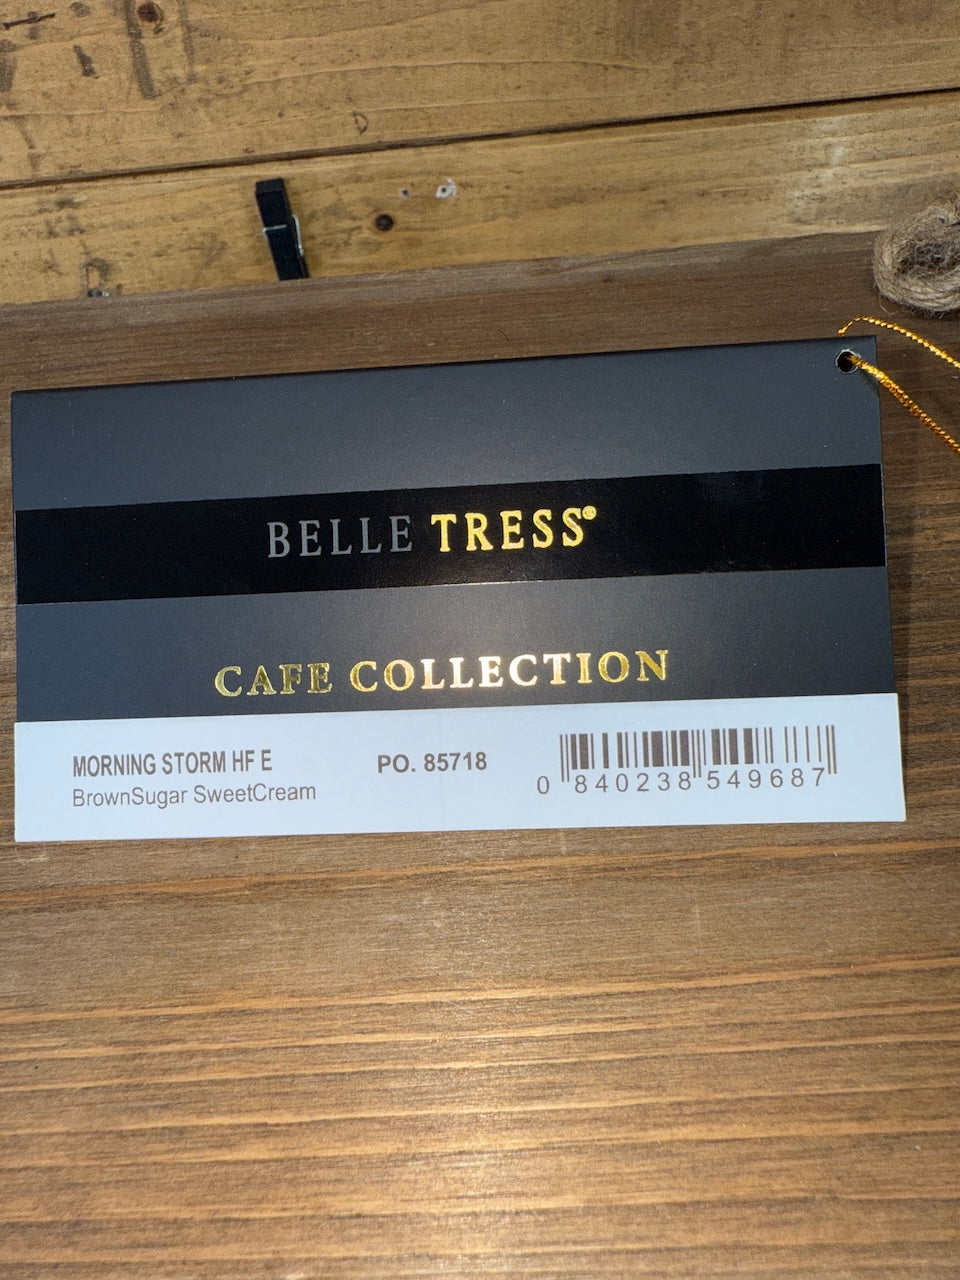 BELLE TRESS®
CAFE COLLECTION
MORNING STORM HF E
BrownSugar SweetCream
PO. 85718
0 840238 549687